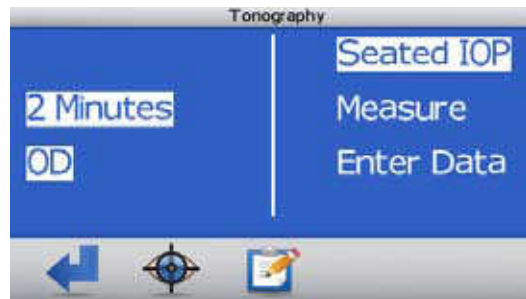 Tonography
2 Minutes
OD
Seated IOP
Measure
Enter Data